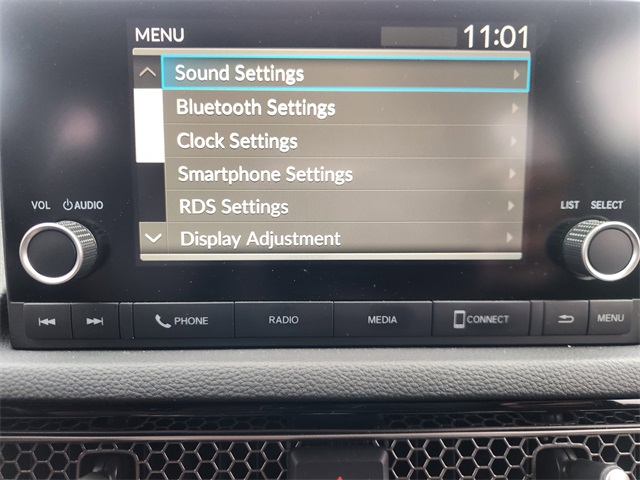 MENU 11:01
Sound Settings
Bluetooth Settings
Clock Settings
Smartphone Settings
RDS Settings
Display Adjustment
VOL AUDIO LIST SELECT
PHONE RADIO MEDIA CONNECT MENU